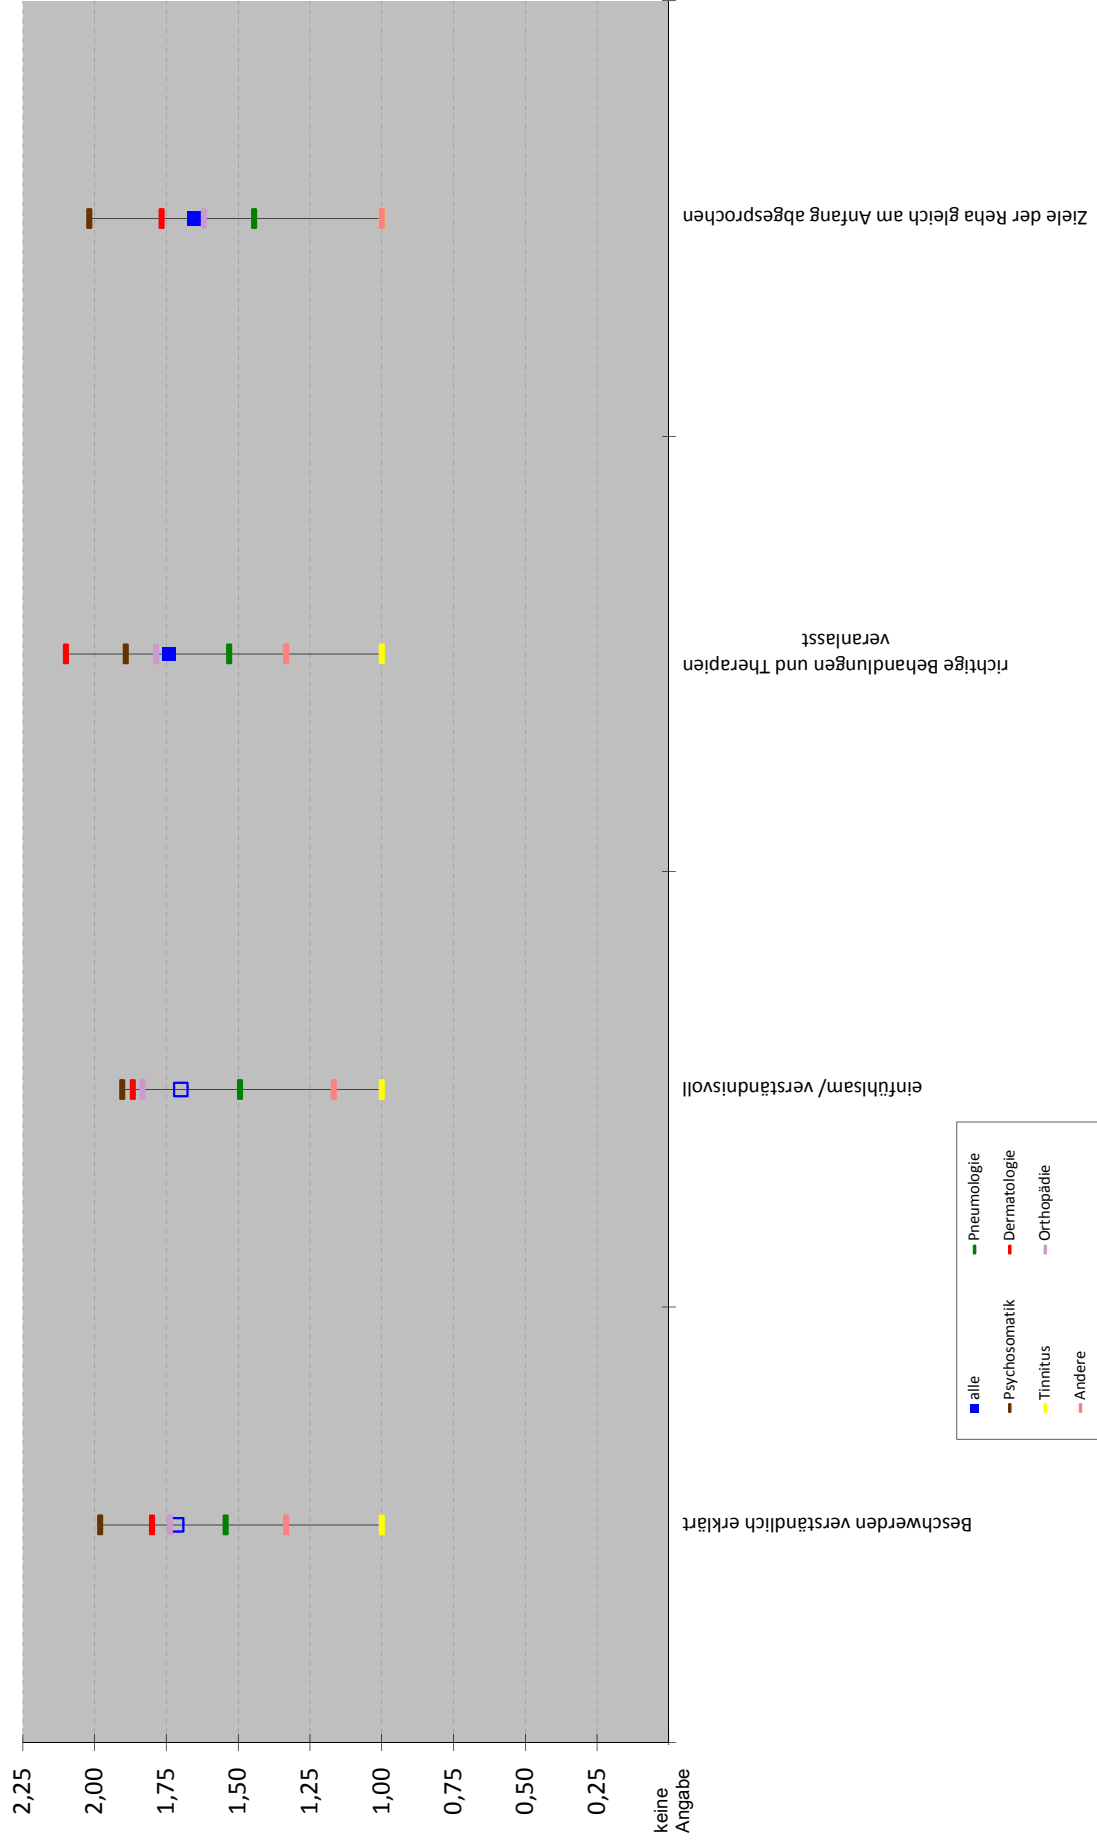 2,25
2,00
1,75
1,50
1,25
1,00
0,75
0,50
0,25
keine
Angabe
Beschwerden verständlich erklärt
einfühlsam/ verständnisvoll
richtige Behandlungen und Therapien
veranlasst
Ziele der Reha gleich am Anfang abgesprochen
alle
Pneumologie
Psychosomatik
Dermatologie
Tinnitus
Orthopädie
Andere